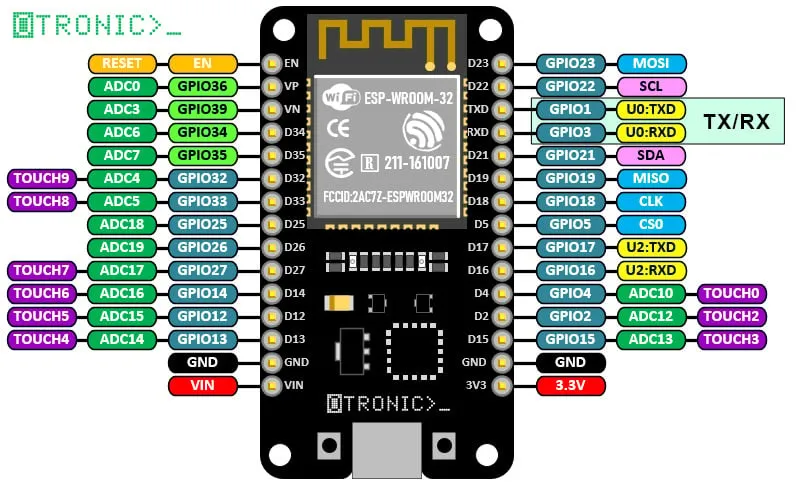 DTRONIC>_
RESET EN EN D23 GPIO23 MOSI
ADC0 GPIO36 VP D22 GPIO22 SCL
ADC3 GPIO39 VN TXD GPIO1 U0:TXD
TX/RX
ADC6 GPIO34 D34 RXD GPIO3 U0:RXD
ADC7 GPIO35 D35 D21 GPIO21 SDA
TOUCH9 ADC4 GPIO32 D32 D19 GPIO19 MISO
TOUCH8 ADC5 GPIO33 D33 D18 GPIO18 CLK
ADC18 GPIO25 D25 D5 GPIO5 CS0
ADC19 GPIO26 D26 D17 GPIO17 U2:TXD
TOUCH7 ADC17 GPIO27 D27 D16 GPIO16 U2:RXD
TOUCH6 ADC16 GPIO14 D14 D4 GPIO4 ADC10 TOUCH0
TOUCH5 ADC15 GPIO12 D12 D2 GPIO2 ADC12 TOUCH2
TOUCH4 ADC14 GPIO13 D13 D15 GPIO15 ADC13 TOUCH3
GND GND GND GND
VIN VIN 3V3 3.3V
WiFi ESP-WROOM-32
CE
R 211-161007
FCCID:2AC7Z-ESPWROOM32
DTRONIC>_